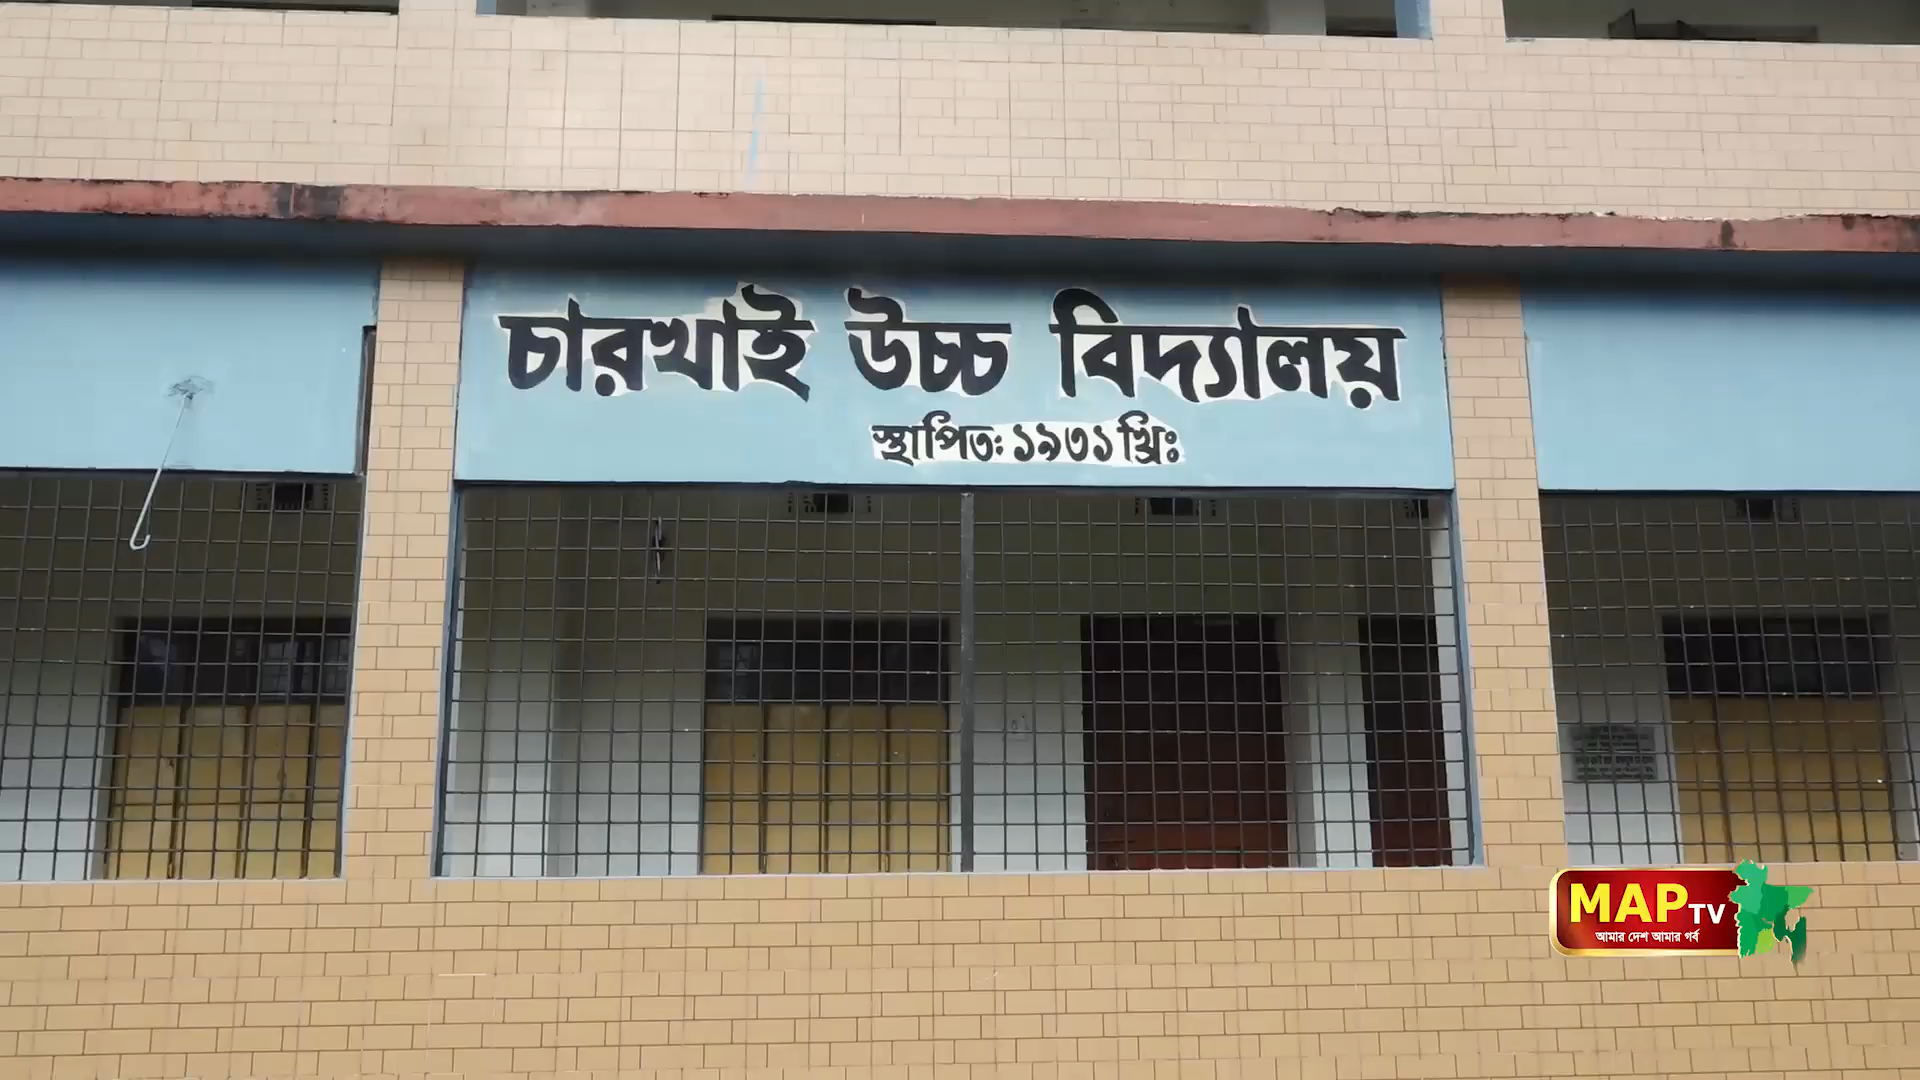 চারখাই উচ্চ বিদ্যালয়
স্থাপিত: ১৯৩১ খ্রিঃ
MAP TV
আমার দেশ আমার গর্ব